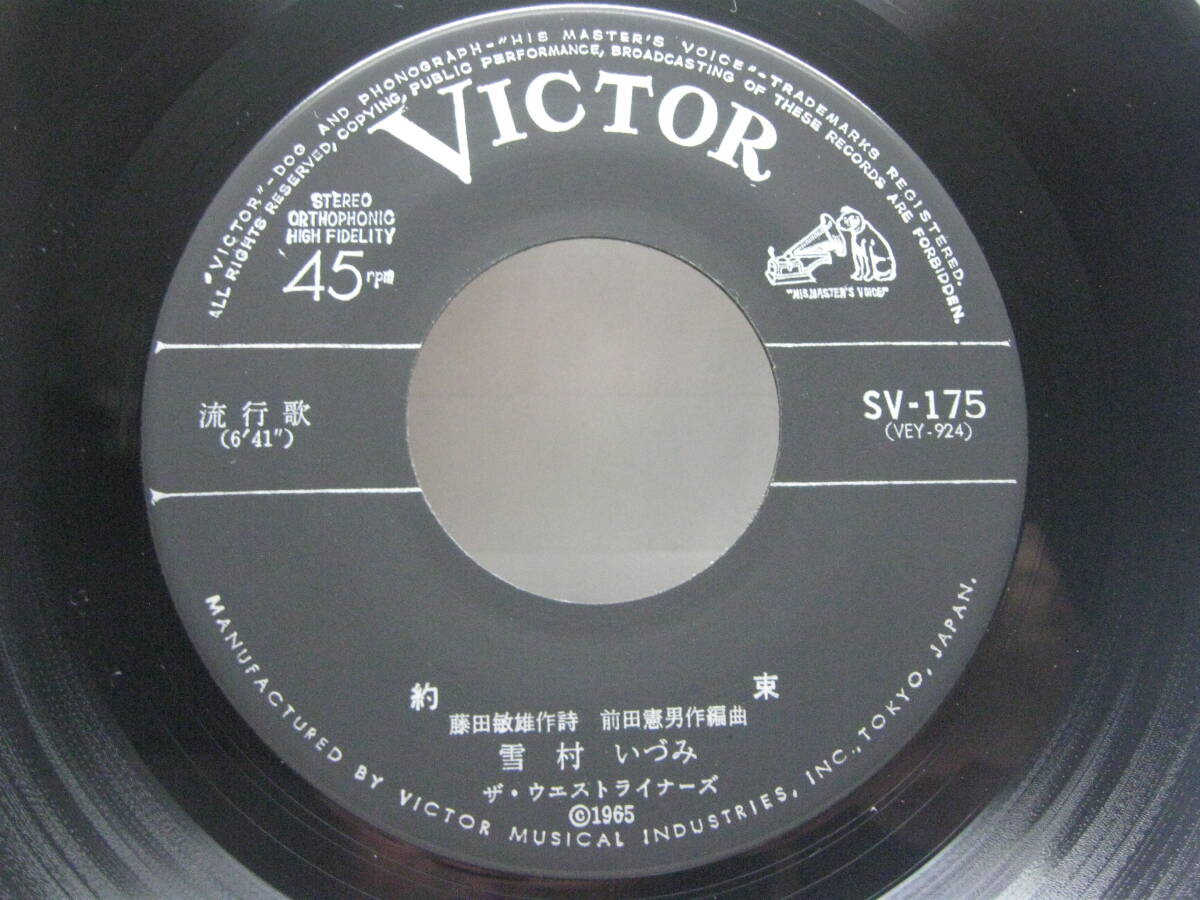 "VICTOR,"-DOG AND PHONOGRAPH-"HIS MASTER'S VOICE"-TRADEMARKS REGISTERED.
ALL RIGHTS RESERVED, COPYING, PUBLIC PERFORMANCE, BROADCASTING OF THESE RECORDS ARE FORBIDDEN.
VICTOR
STEREO
ORTHOPHONIC
HIGH FIDELITY
45 rpm
"HIS MASTER'S VOICE"
流行歌
(6′41″)
SV-175
(VEY-924)
約 束
藤田敏雄作詩 前田憲男作編曲
雪村 いづみ
ザ・ウエストライナーズ
©1965
MANUFACTURED BY VICTOR MUSICAL INDUSTRIES, INC., TOKYO, JAPAN.